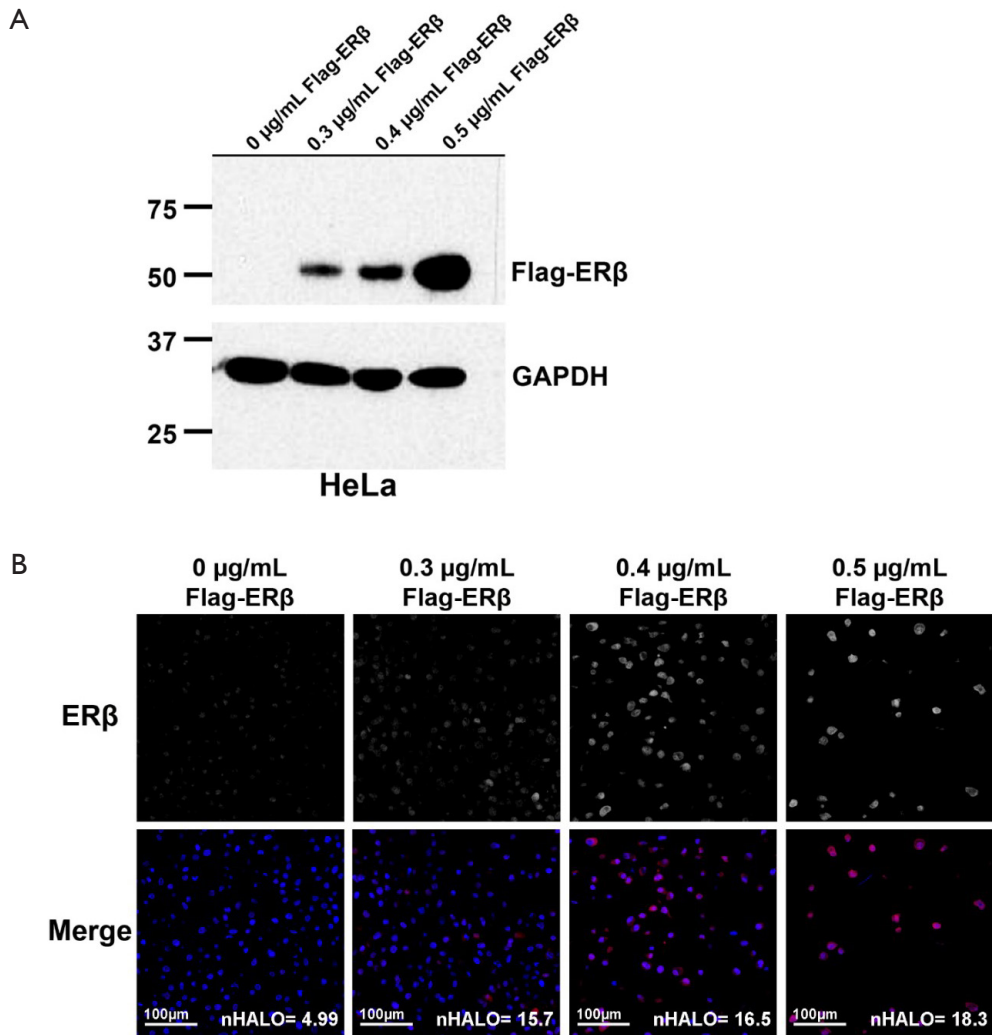 A
0 µg/mL Flag-ERβ
0.3 µg/mL Flag-ERβ
0.4 µg/mL Flag-ERβ
0.5 µg/mL Flag-ERβ
75
50
Flag-ERβ
37
GAPDH
25
HeLa
B
0 µg/mL
Flag-ERβ
0.3 µg/mL
Flag-ERβ
0.4 µg/mL
Flag-ERβ
0.5 µg/mL
Flag-ERβ
ERβ
Merge
100µm
nHALO= 4.99
100µm
nHALO= 15.7
100µm
nHALO= 16.5
100µm
nHALO= 18.3